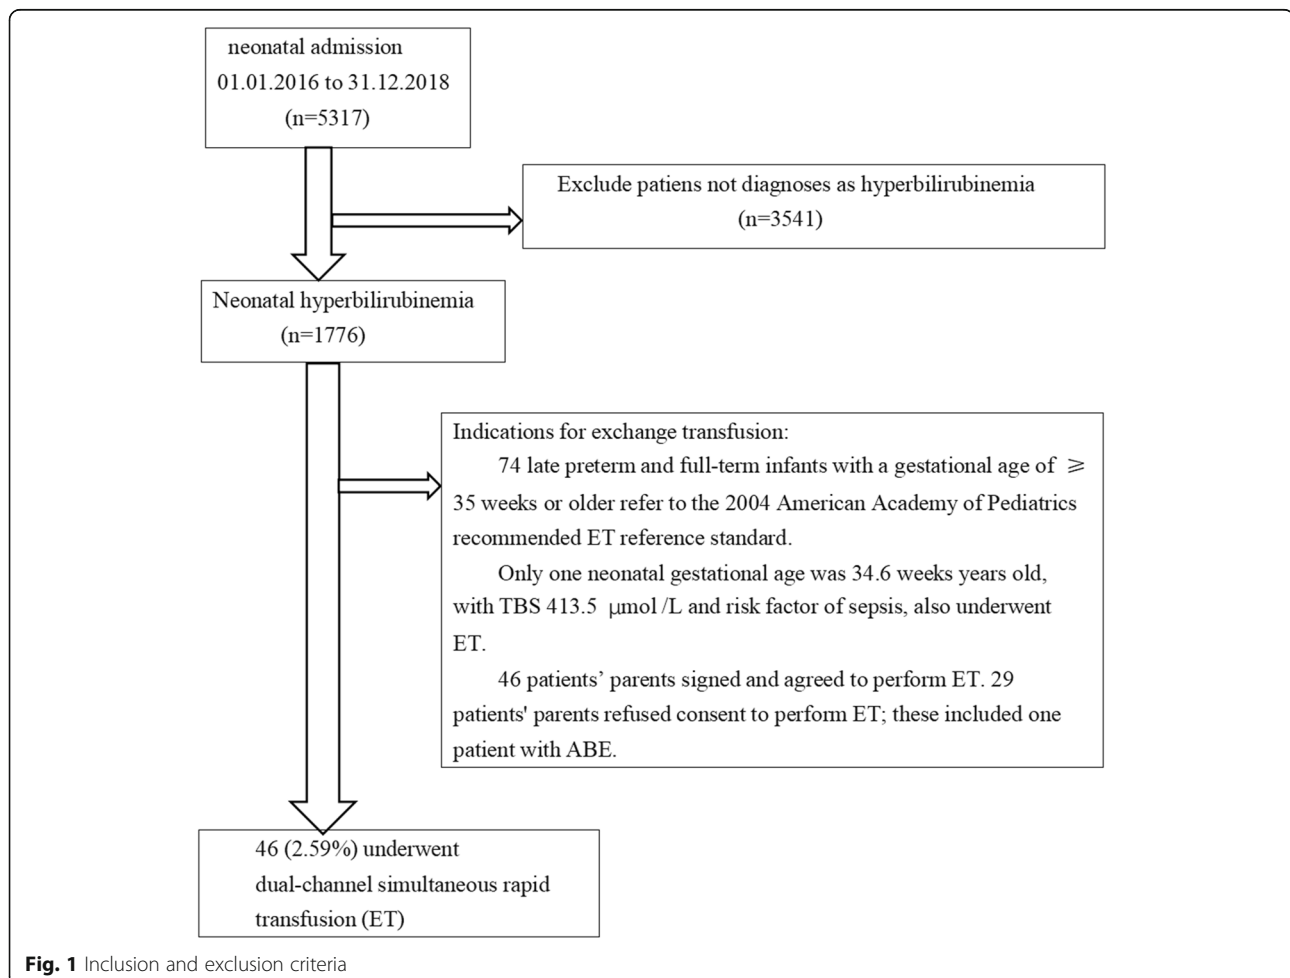 neonatal admission
01.01.2016 to 31.12.2018
(n=5317)
Exclude patiens not diagnoses as hyperbilirubinemia
(n=3541)
Neonatal hyperbilirubinemia
(n=1776)
Indications for exchange transfusion:
74 late preterm and full-term infants with a gestational age of ⩾
35 weeks or older refer to the 2004 American Academy of Pediatrics
recommended ET reference standard.
Only one neonatal gestational age was 34.6 weeks years old,
with TBS 413.5 μmol /L and risk factor of sepsis, also underwent
ET.
46 patients’ parents signed and agreed to perform ET. 29
patients' parents refused consent to perform ET; these included one
patient with ABE.
46 (2.59%) underwent
dual-channel simultaneous rapid
transfusion (ET)
Fig. 1 Inclusion and exclusion criteria